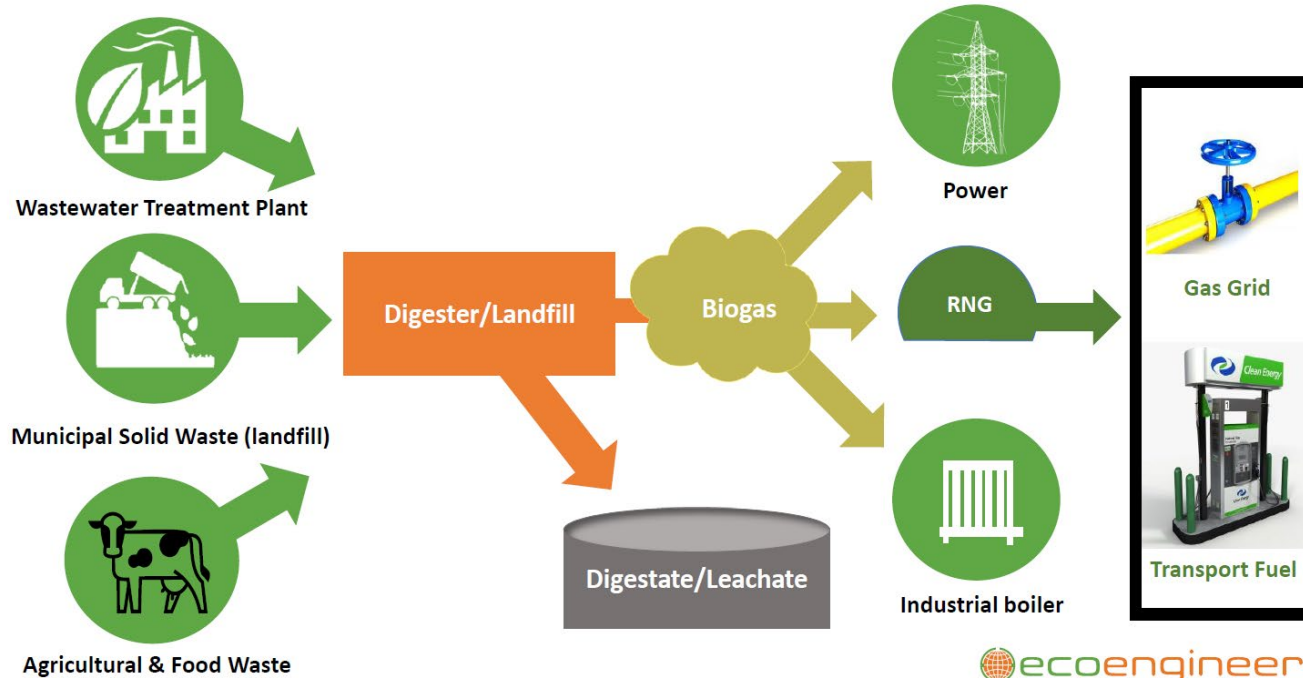 Wastewater Treatment Plant
Municipal Solid Waste (landfill)
Agricultural & Food Waste
Digester/Landfill
Biogas
Digestate/Leachate
Power
RNG
Industrial boiler
Gas Grid
Clean Energy
1
Transport Fuel
ecoengineer